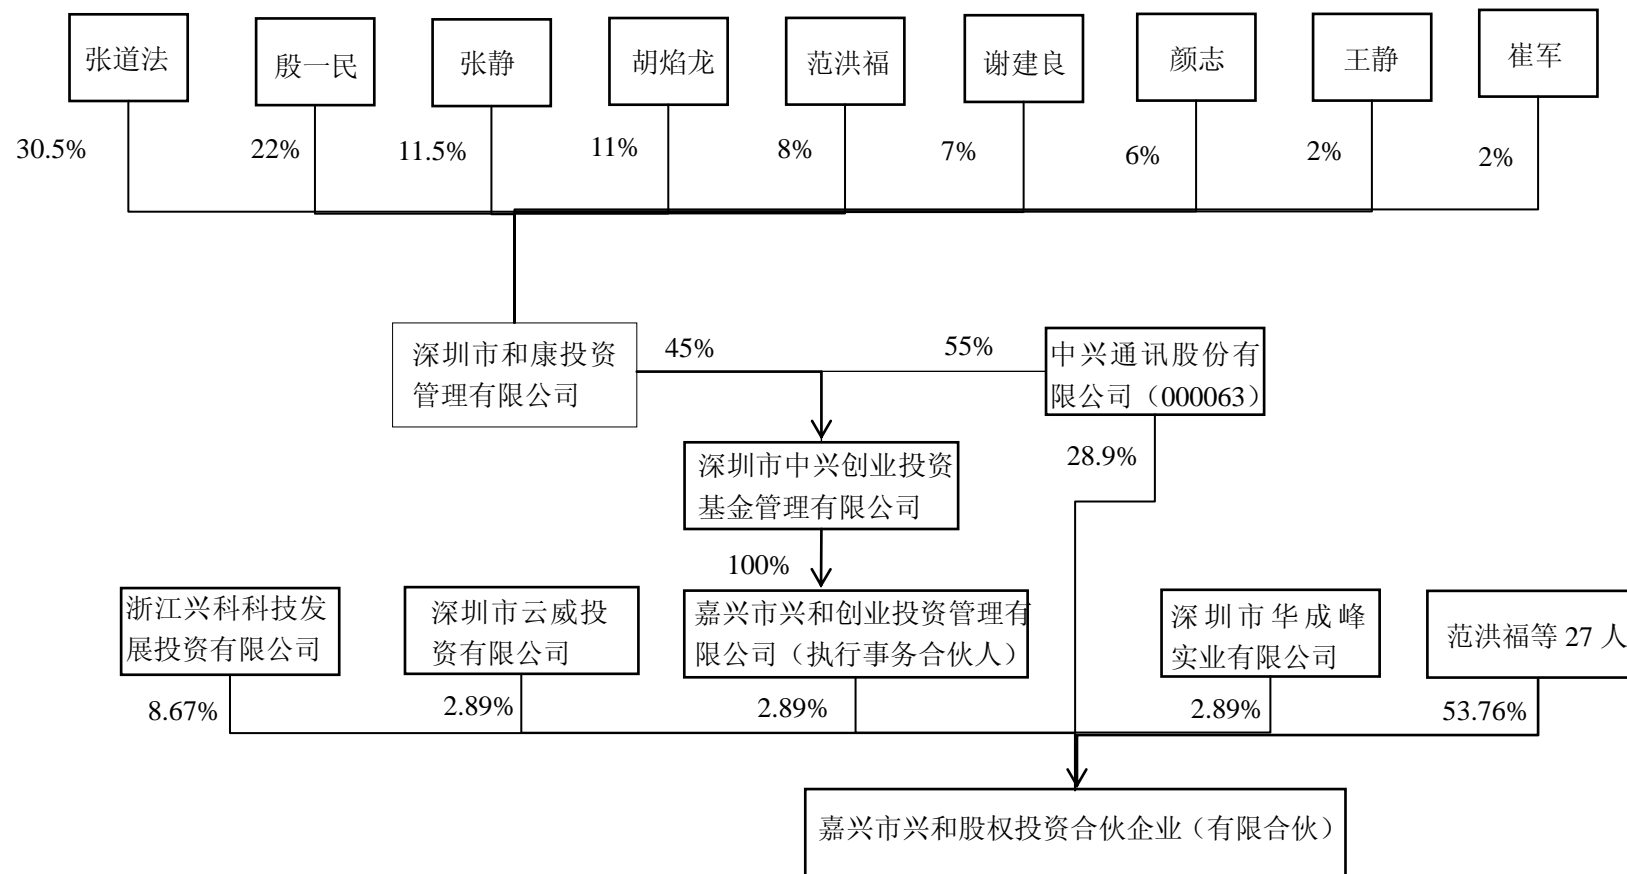 张道法
殷一民
张静
胡焰龙
范洪福
谢建良
颜志
王静
崔军
30.5%
22%
11.5%
11%
8%
7%
6%
2%
2%
深圳市和康投资
管理有限公司
45%
55%
中兴通讯股份有
限公司（000063）
28.9%
深圳市中兴创业投资
基金管理有限公司
100%
浙江兴科科技发
展投资有限公司
深圳市云威投
资有限公司
嘉兴市兴和创业投资管理有
限公司（执行事务合伙人）
深圳市华成峰
实业有限公司
范洪福等 27 人
8.67%
2.89%
2.89%
2.89%
53.76%
嘉兴市兴和股权投资合伙企业（有限合伙）